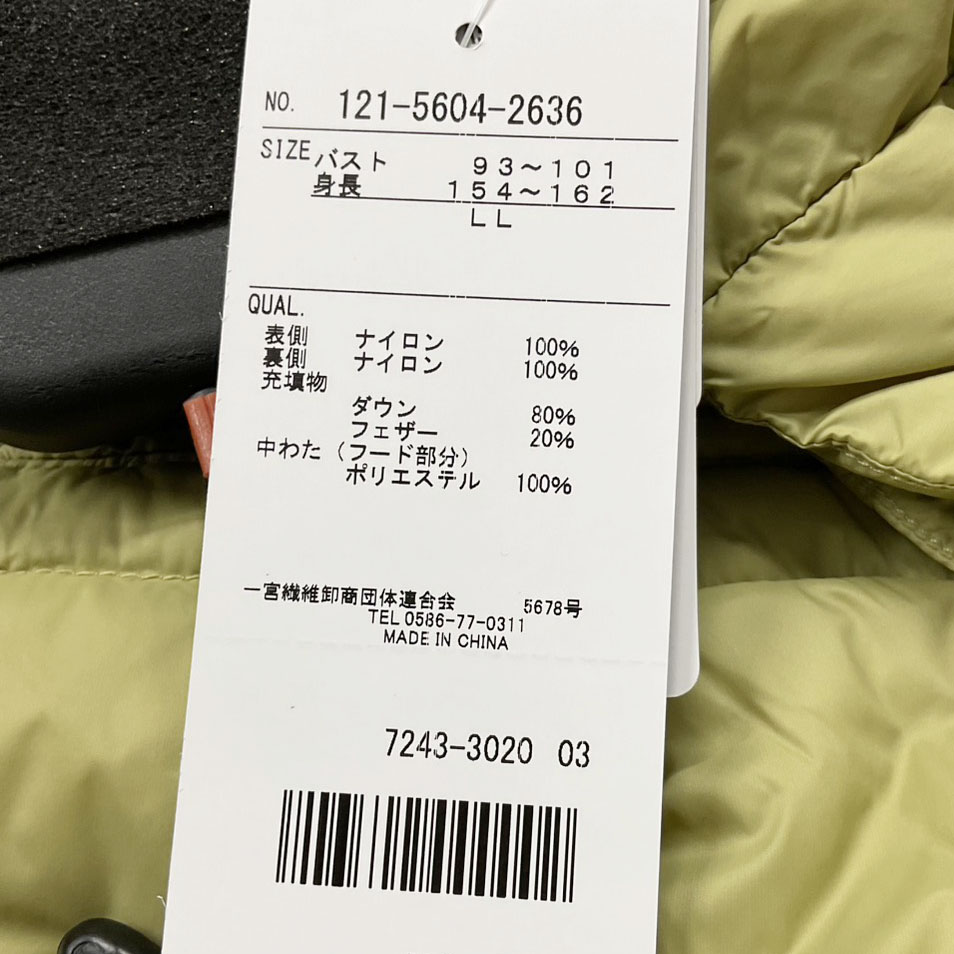 NO. 121-5604-2636
SIZE バスト 93～101
身長 154～162
LL
QUAL.
表側 ナイロン 100%
裏側 ナイロン 100%
充填物
ダウン 80%
フェザー 20%
中わた（フード部分）
ポリエステル 100%
一宮繊維卸商団体連合会 5678号
TEL 0586-77-0311
MADE IN CHINA
7243-3020 03